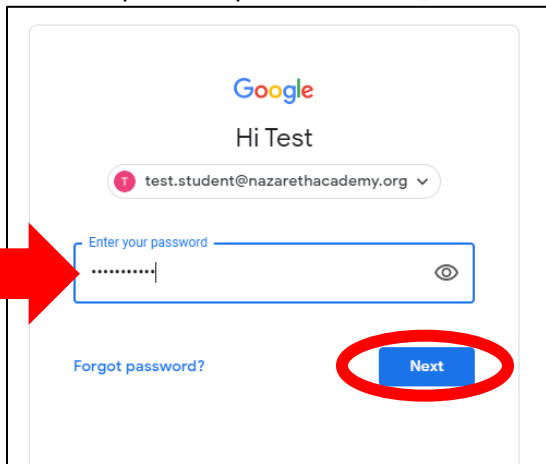 Google
Hi Test
T test.student@nazarethacademy.org
Enter your password
•••••••••••
Forgot password?
Next